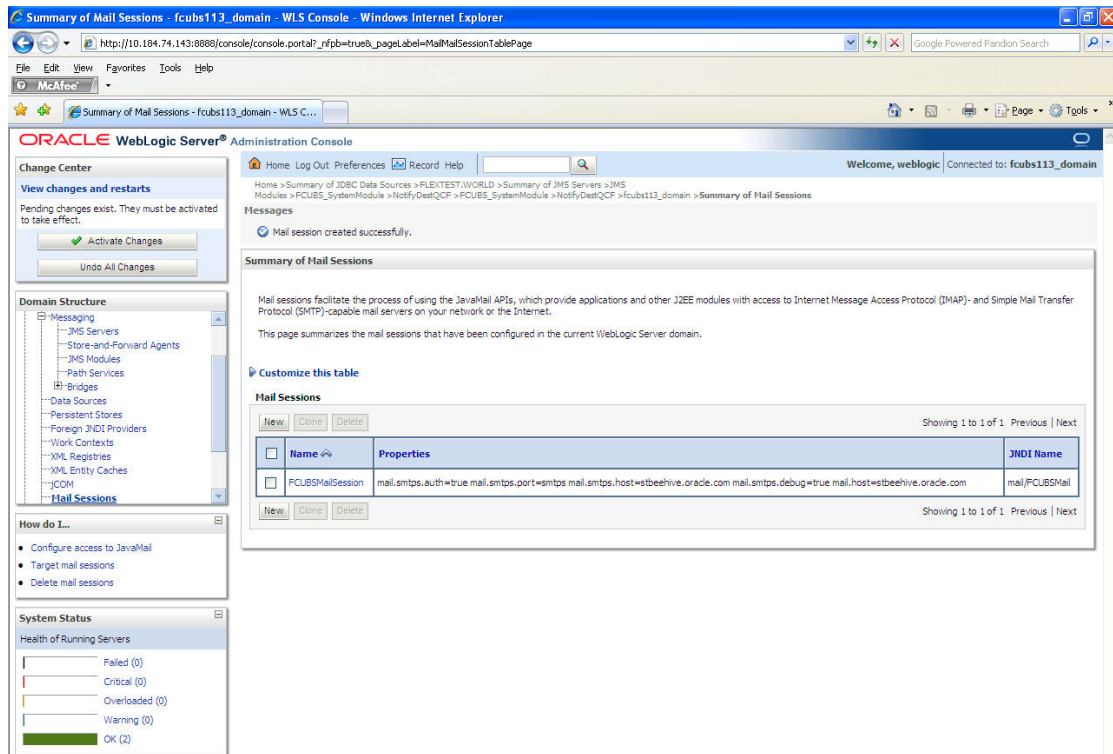 Summary of Mail Sessions - fcubs113_domain - WLS Console - Windows Internet Explorer
http://10.184.74.143:8888/console/console.portal?_nfpb=true&_pageLabel=MailMailSessionTablePage
Google Powered Pandion Search
File Edit View Favorites Tools Help
McAfee
Summary of Mail Sessions - fcubs113_domain - WLS C...
Page Tools
ORACLE WebLogic Server® Administration Console
Change Center
View changes and restarts
Pending changes exist. They must be activated
to take effect.
Activate Changes
Undo All Changes
Domain Structure
Messaging
JMS Servers
Store-and-Forward Agents
JMS Modules
Path Services
Bridges
Data Sources
Persistent Stores
Foreign JNDI Providers
Work Contexts
XML Registries
XML Entity Caches
jCOM
Mail Sessions
How do I...
Configure access to JavaMail
Target mail sessions
Delete mail sessions
System Status
Health of Running Servers
Failed (0)
Critical (0)
Overloaded (0)
Warning (0)
OK (2)
Home Log Out Preferences Record Help
Welcome, weblogic Connected to: fcubs113_domain
Home >Summary of JDBC Data Sources >FLEXTEST.WORLD >Summary of JMS Servers >JMS
Modules >FCUBS_SystemModule >NotifyDestQCF >FCUBS_SystemModule >NotifyDestQCF >fcubs113_domain >Summary of Mail Sessions
Messages
Mail session created successfully.
Summary of Mail Sessions
Mail sessions facilitate the process of using the JavaMail APIs, which provide applications and other J2EE modules with access to Internet Message Access Protocol (IMAP)- and Simple Mail Transfer
Protocol (SMTP)-capable mail servers on your network or the Internet.
This page summarizes the mail sessions that have been configured in the current WebLogic Server domain.
Customize this table
Mail Sessions
New Clone Delete Showing 1 to 1 of 1 Previous | Next
Name Properties JNDI Name
FCUBSMailSession mail.smtps.auth=true mail.smtps.port=smtps mail.smtps.host=stbeehive.oracle.com mail.smtps.debug=true mail.host=stbeehive.oracle.com mail/FCUBSMail
New Clone Delete Showing 1 to 1 of 1 Previous | Next